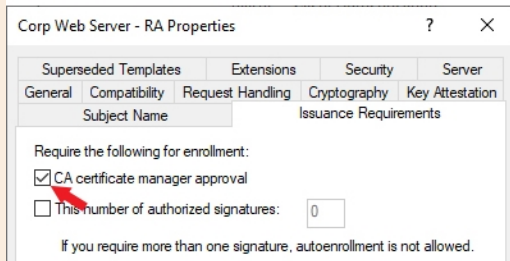 Corp Web Server - RA Properties ? X
Superseded Templates Extensions Security Server
General Compatibility Request Handling Cryptography Key Attestation
Subject Name Issuance Requirements
Require the following for enrollment:
CA certificate manager approval
This number of authorized signatures: 0
If you require more than one signature, autoenrollment is not allowed.